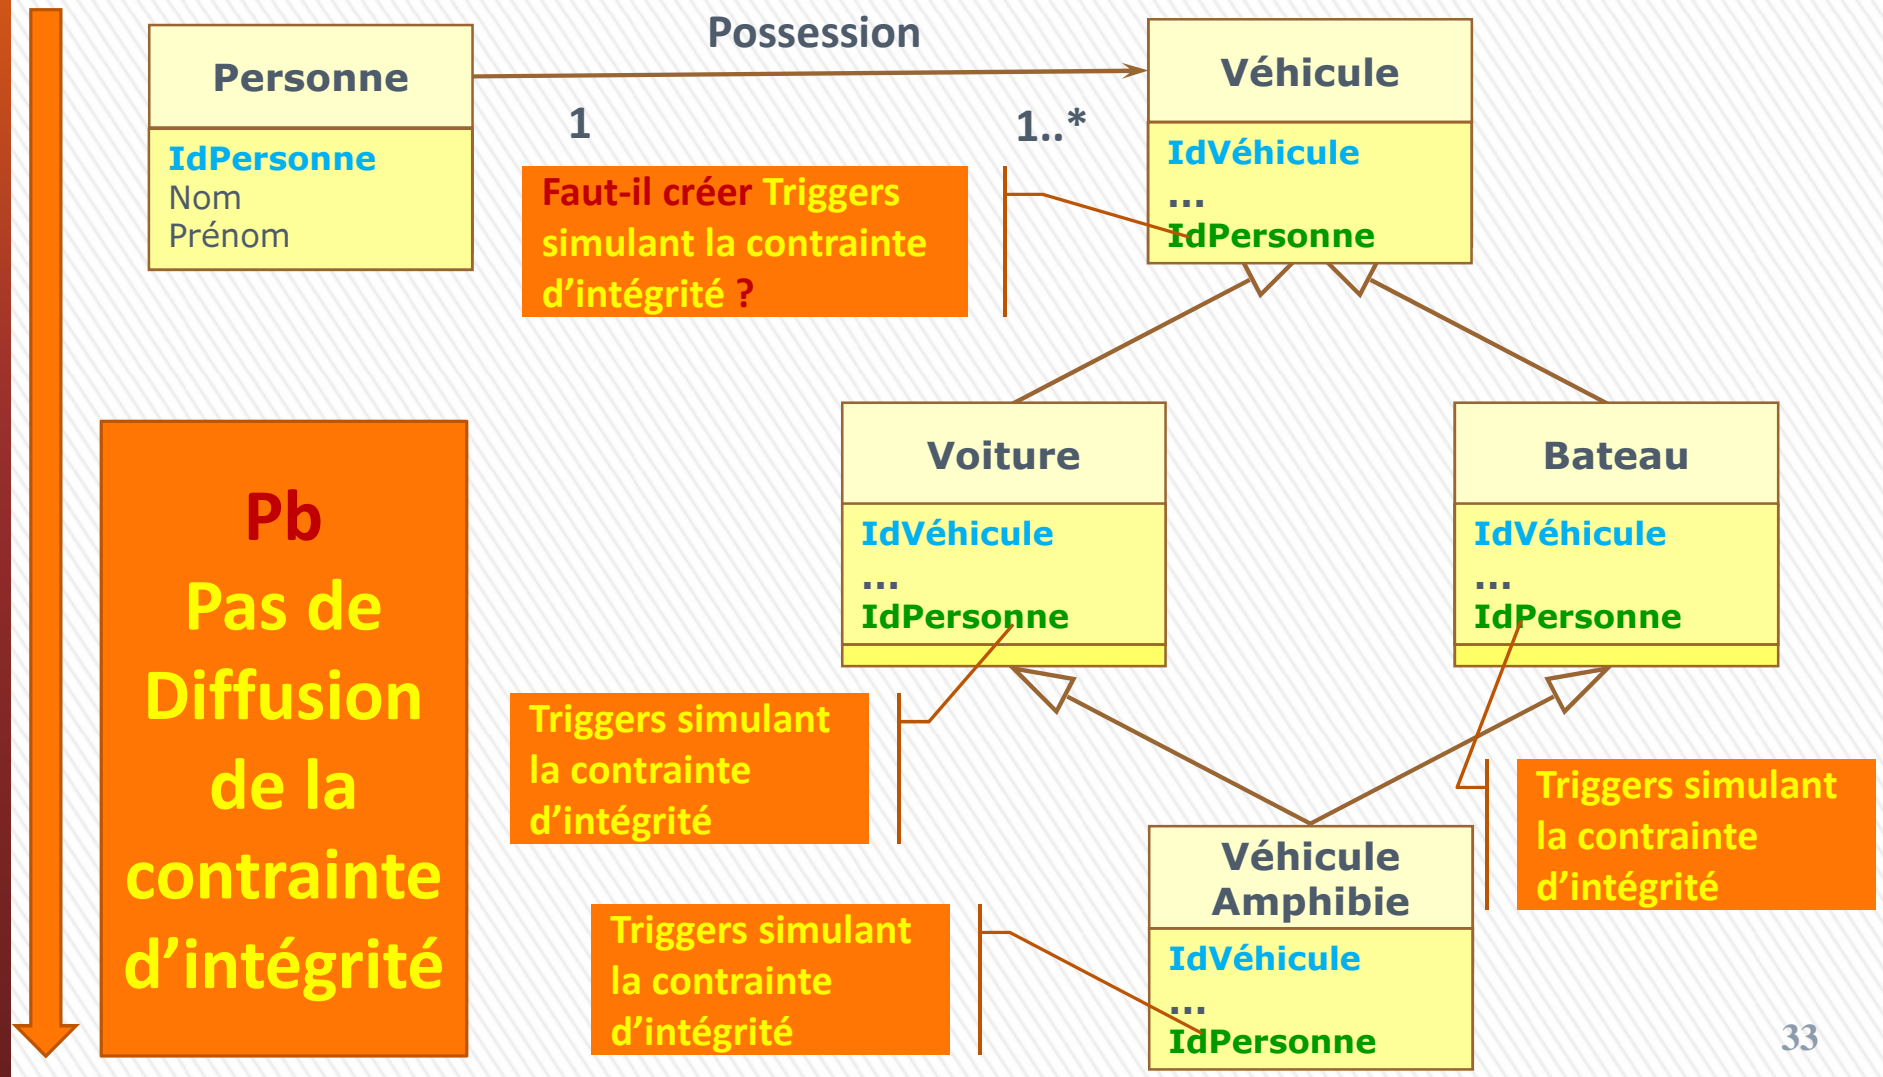 Possession
Personne
IdPersonne
Nom
Prénom
1
1..*
Véhicule
IdVéhicule
...
IdPersonne
Faut-il créer Triggers
simulant la contrainte
d’intégrité ?
Voiture
IdVéhicule
...
IdPersonne
Bateau
IdVéhicule
...
IdPersonne
Pb
Pas de
Diffusion
de la
contrainte
d’intégrité
Triggers simulant
la contrainte
d’intégrité
Triggers simulant
la contrainte
d’intégrité
Triggers simulant
la contrainte
d’intégrité
Véhicule
Amphibie
IdVéhicule
...
IdPersonne
33